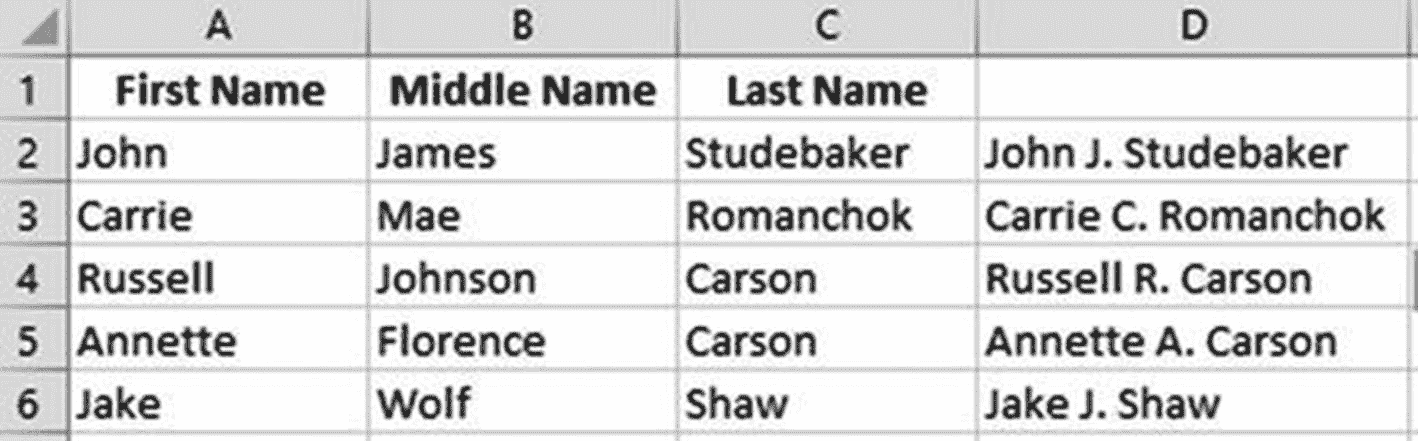 A B C D
1 First Name Middle Name Last Name
2 John James Studebaker John J. Studebaker
3 Carrie Mae Romanchok Carrie C. Romanchok
4 Russell Johnson Carson Russell R. Carson
5 Annette Florence Carson Annette A. Carson
6 Jake Wolf Shaw Jake J. Shaw